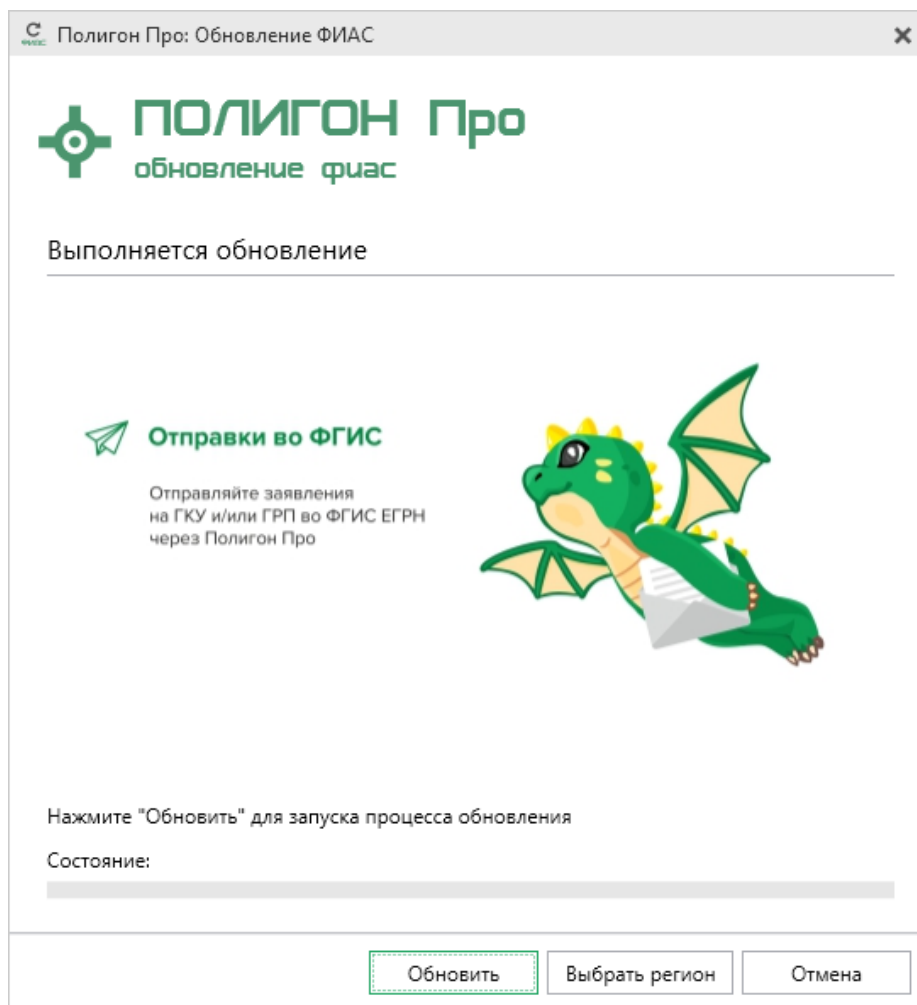 ФИАС
Полигон Про: Обновление ФИАС
ПОЛИГОН Про
обновление фиас
Выполняется обновление
Отправки во ФГИС
Отправляйте заявления
на ГКУ и/или ГРП во ФГИС ЕГРН
через Полигон Про
Нажмите "Обновить" для запуска процесса обновления
Состояние:
Обновить Выбрать регион Отмена